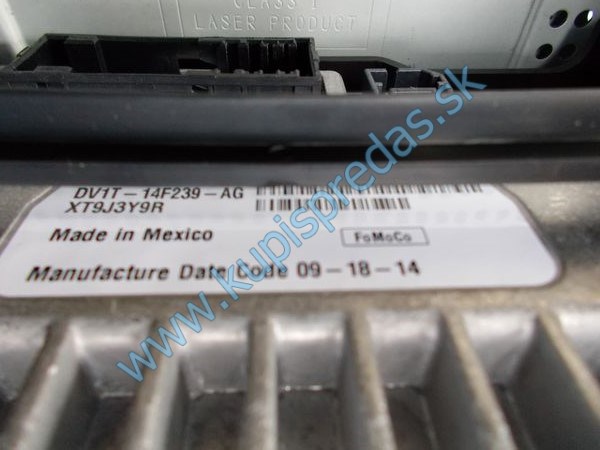 CLASS 1
LASER PRODUCT
DV1T-14F239-AG
XT9J3Y9R
Made in Mexico
FoMoCo
Manufacture Date Code 09-18-14
www.kupispredas.sk